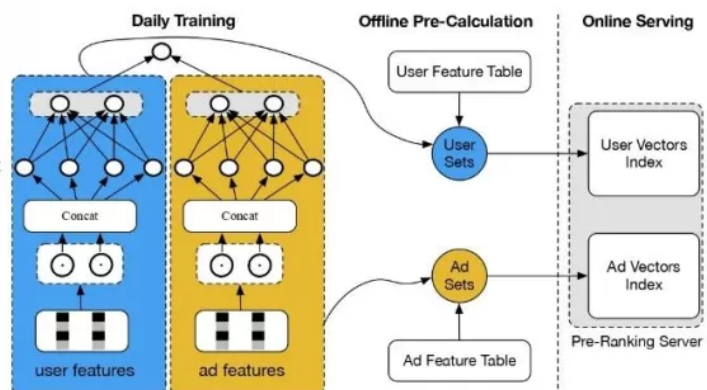 Daily Training
Offline Pre-Calculation
Online Serving
User Feature Table
User
Sets
User Vectors
Index
Concat
Concat
Ad
Sets
Ad Vectors
Index
Pre-Ranking Server
Ad Feature Table
user features
ad features